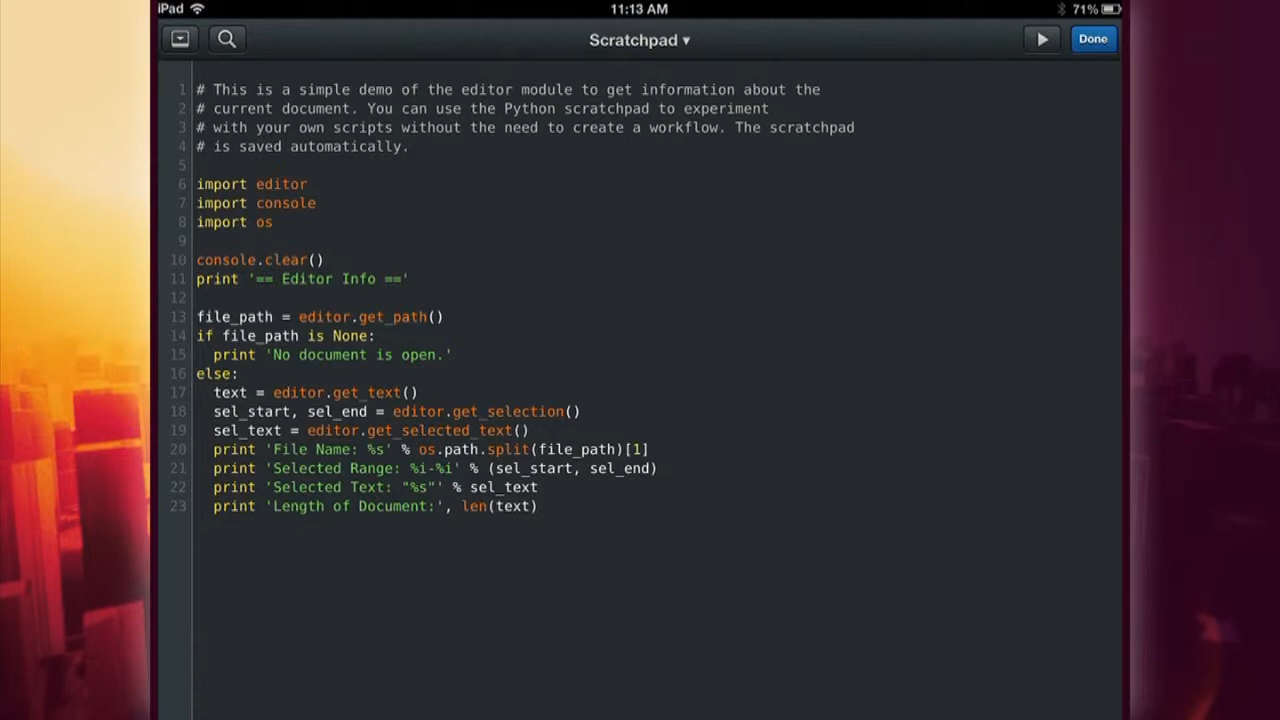 iPad 11:13 AM 71%
Scratchpad ▾ Done
1 # This is a simple demo of the editor module to get information about the
2 # current document. You can use the Python scratchpad to experiment
3 # with your own scripts without the need to create a workflow. The scratchpad
4 # is saved automatically.
5
6 import editor
7 import console
8 import os
9
10 console.clear()
11 print '== Editor Info =='
12
13 file_path = editor.get_path()
14 if file_path is None:
15   print 'No document is open.'
16 else:
17   text = editor.get_text()
18   sel_start, sel_end = editor.get_selection()
19   sel_text = editor.get_selected_text()
20   print 'File Name: %s' % os.path.split(file_path)[1]
21   print 'Selected Range: %i-%i' % (sel_start, sel_end)
22   print 'Selected Text: "%s"' % sel_text
23   print 'Length of Document:', len(text)